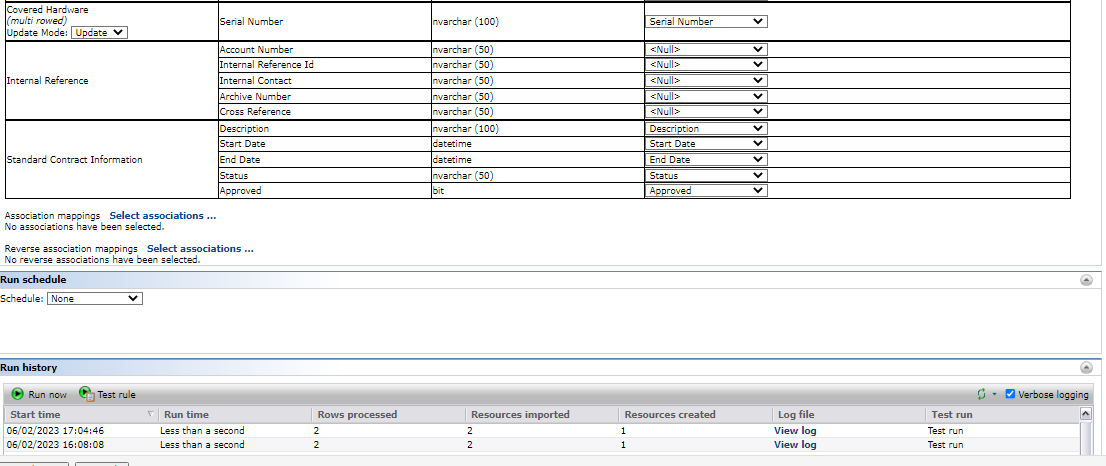 Covered Hardware
(multi rowed)
Update Mode: Update
Serial Number nvarchar (100) Serial Number
Internal Reference
Account Number nvarchar (50) <Null>
Internal Reference Id nvarchar (50) <Null>
Internal Contact nvarchar (50) <Null>
Archive Number nvarchar (50) <Null>
Cross Reference nvarchar (50) <Null>
Standard Contract Information
Description nvarchar (100) Description
Start Date datetime Start Date
End Date datetime End Date
Status nvarchar (50) Status
Approved bit Approved
Association mappings Select associations ...
No associations have been selected.
Reverse association mappings Select associations ...
No reverse associations have been selected.
Run schedule
Schedule: None
Run history
Run now Test rule Verbose logging
Start time Run time Rows processed Resources imported Resources created Log file Test run
06/02/2023 17:04:46 Less than a second 2 2 1 View log Test run
06/02/2023 16:08:08 Less than a second 2 2 1 View log Test run